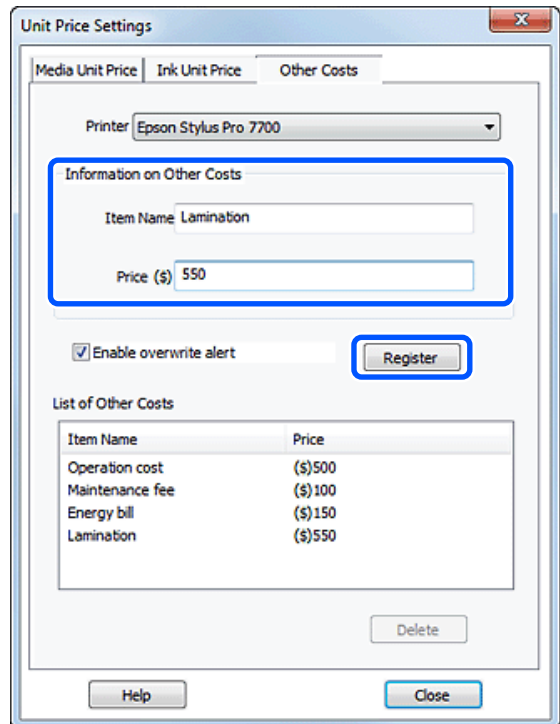 Unit Price Settings
Media Unit Price Ink Unit Price Other Costs
Printer Epson Stylus Pro 7700
Information on Other Costs
Item Name Lamination
Price ($) 550
Enable overwrite alert Register
List of Other Costs
Item Name Price
Operation cost ($)500
Maintenance fee ($)100
Energy bill ($)150
Lamination ($)550
Delete
Help Close